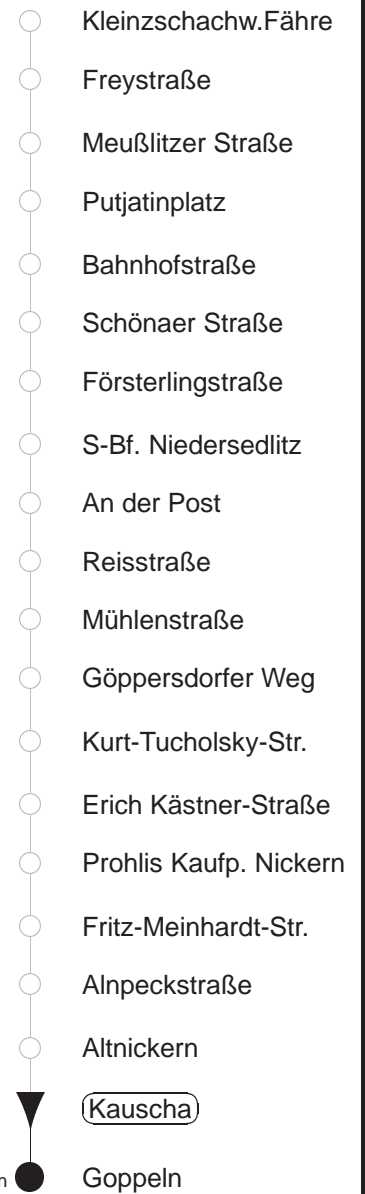 Kleinzschachw.Fähre
Freystraße
Meußlitzer Straße
Putjatinplatz
Bahnhofstraße
Schönaer Straße
Försterlingstraße
S-Bf. Niedersedlitz
An der Post
Reisstraße
Mühlenstraße
Göppersdorfer Weg
Kurt-Tucholsky-Str.
Erich Kästner-Straße
Prohlis Kaufp. Nickern
Fritz-Meinhardt-Str.
Alnpeckstraße
Altnickern
Kauscha
Goppeln